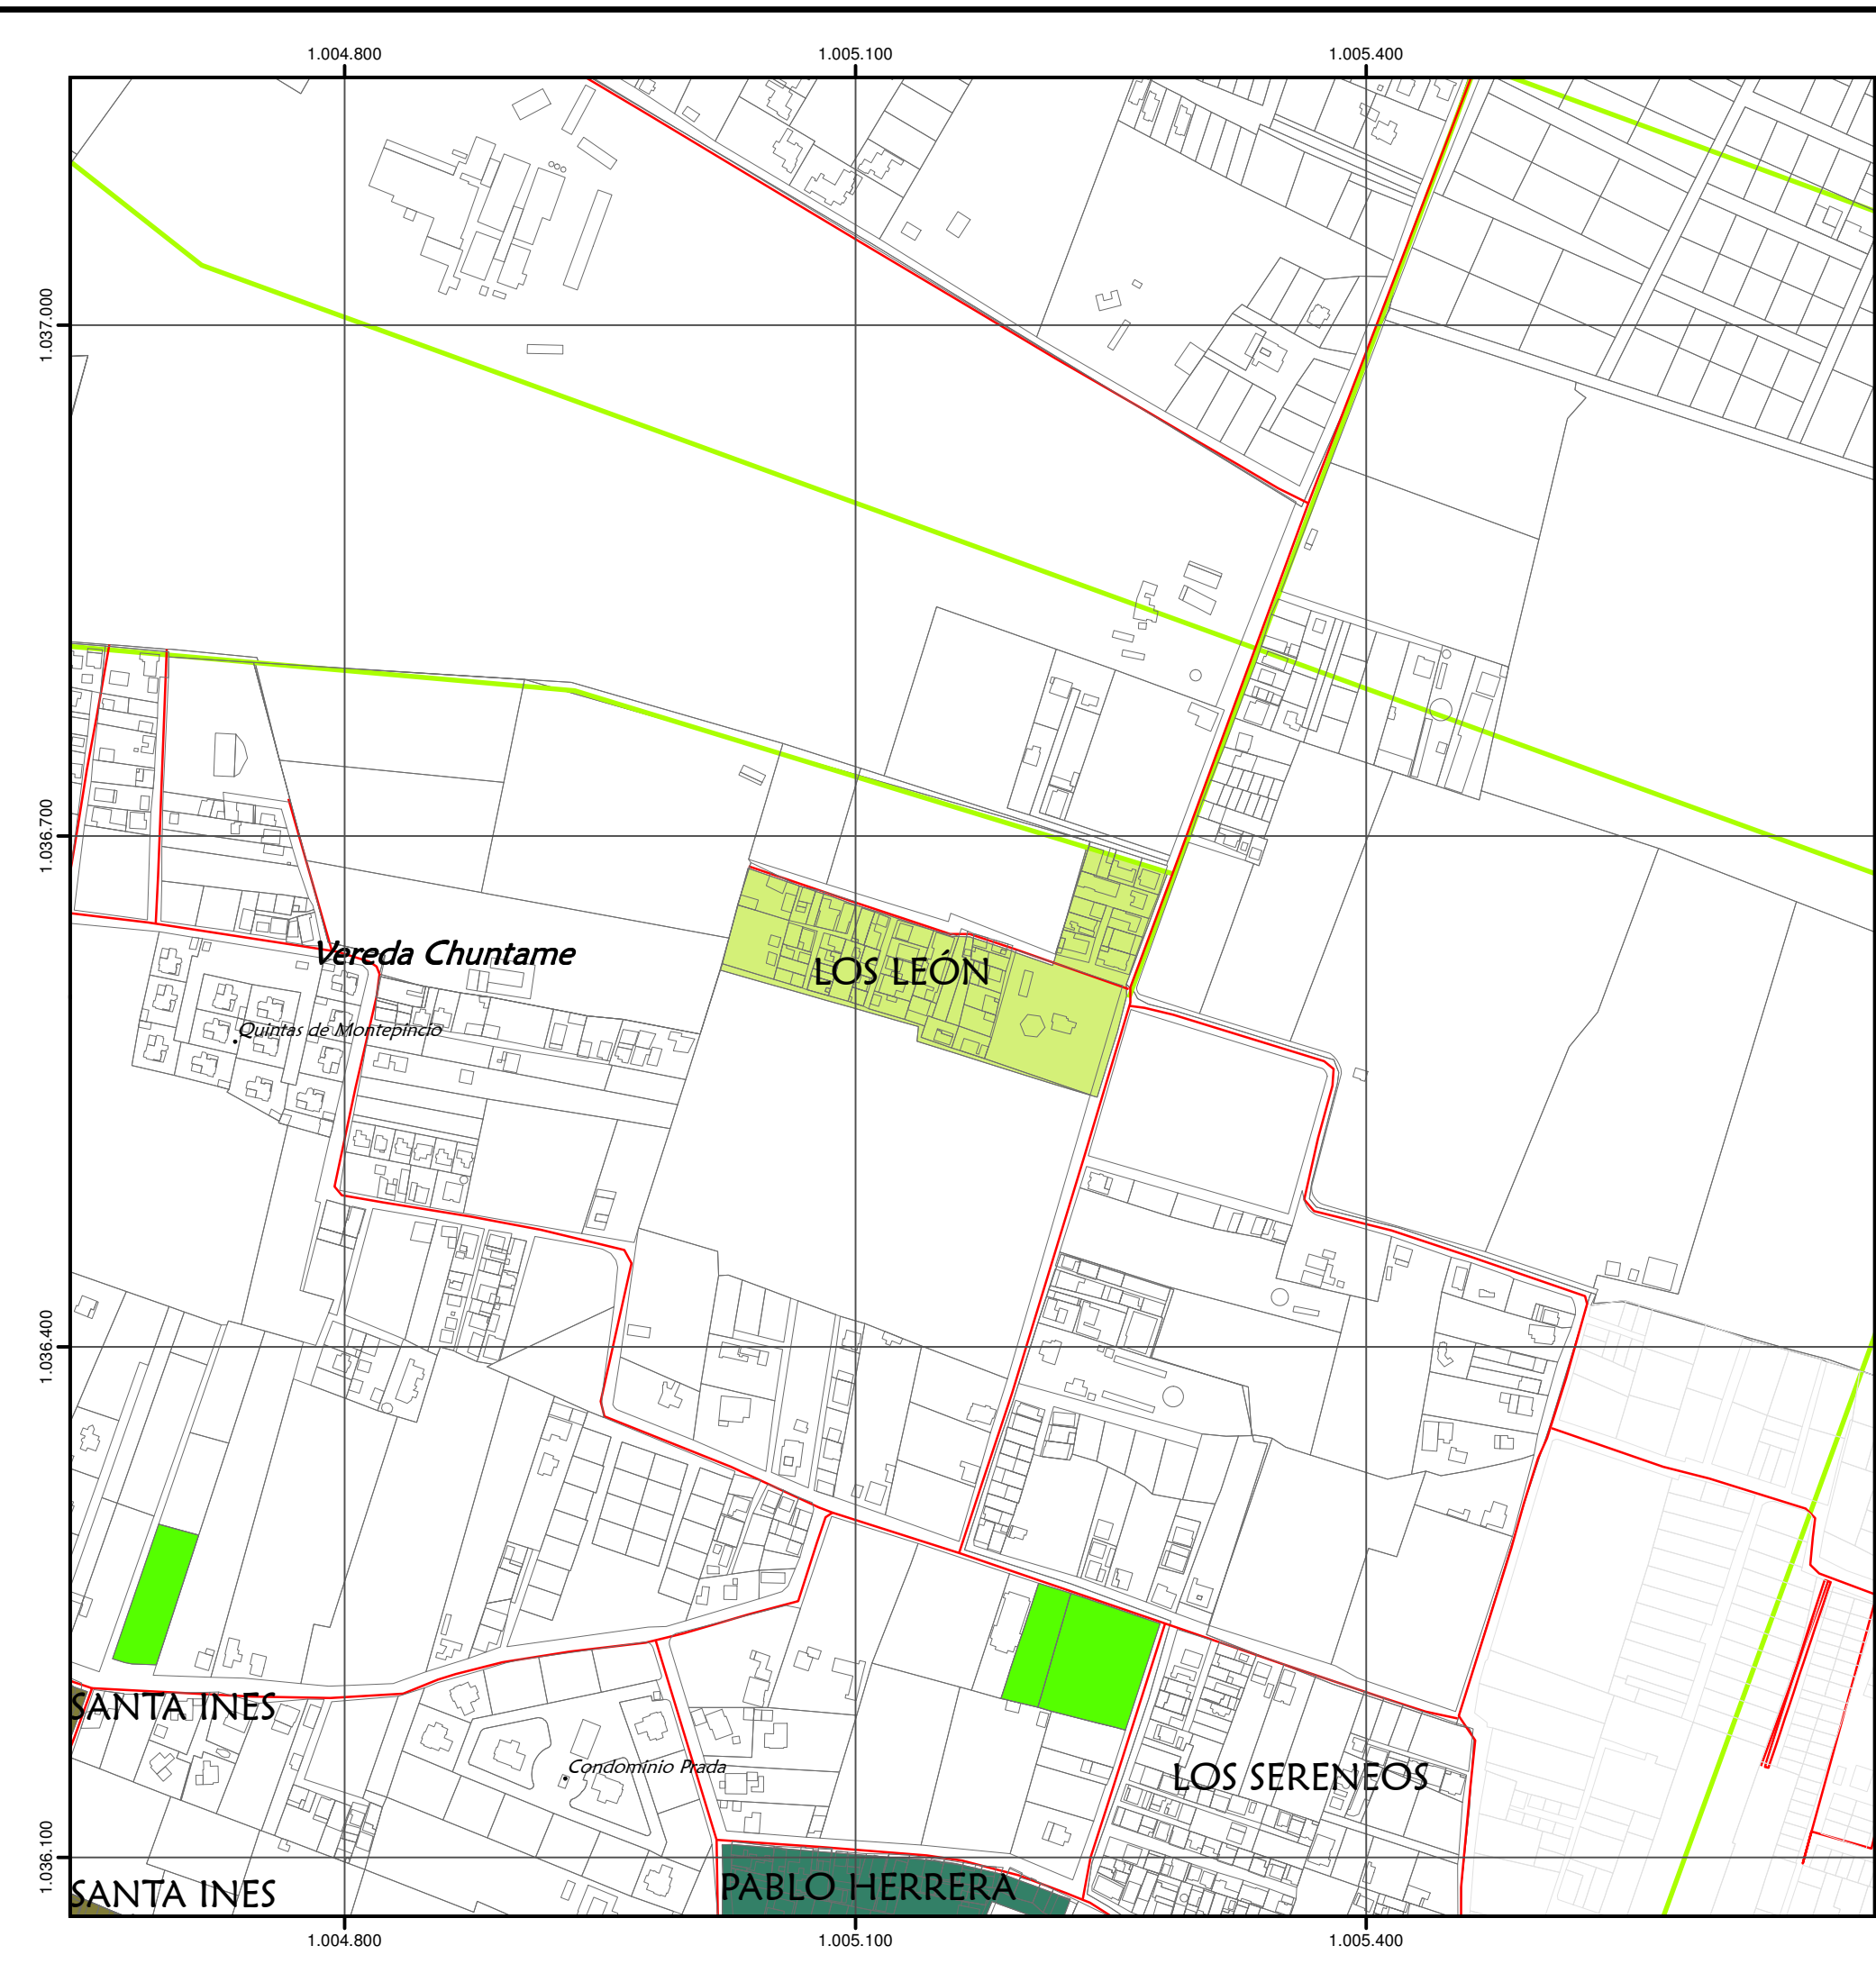 1.004.800 1.005.100 1.005.400
1.037.000
1.036.700
Vereda Chuntame
LOS LEÓN
Quintas de Montepincio
1.036.400
SANTA INES
Condominio Prada
LOS SERENEOS
1.036.100
SANTA INES
PABLO HERRERA
1.004.800 1.005.100 1.005.400